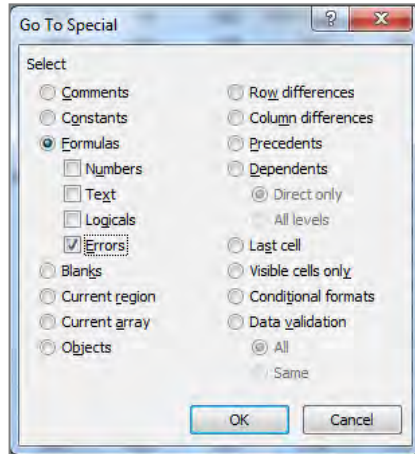 Go To Special
?
X
Select
Comments
Constants
Formulas
Numbers
Text
Logicals
Errors
Blanks
Current region
Current array
Objects
Row differences
Column differences
Precedents
Dependents
Direct only
All levels
Last cell
Visible cells only
Conditional formats
Data validation
All
Same
OK
Cancel